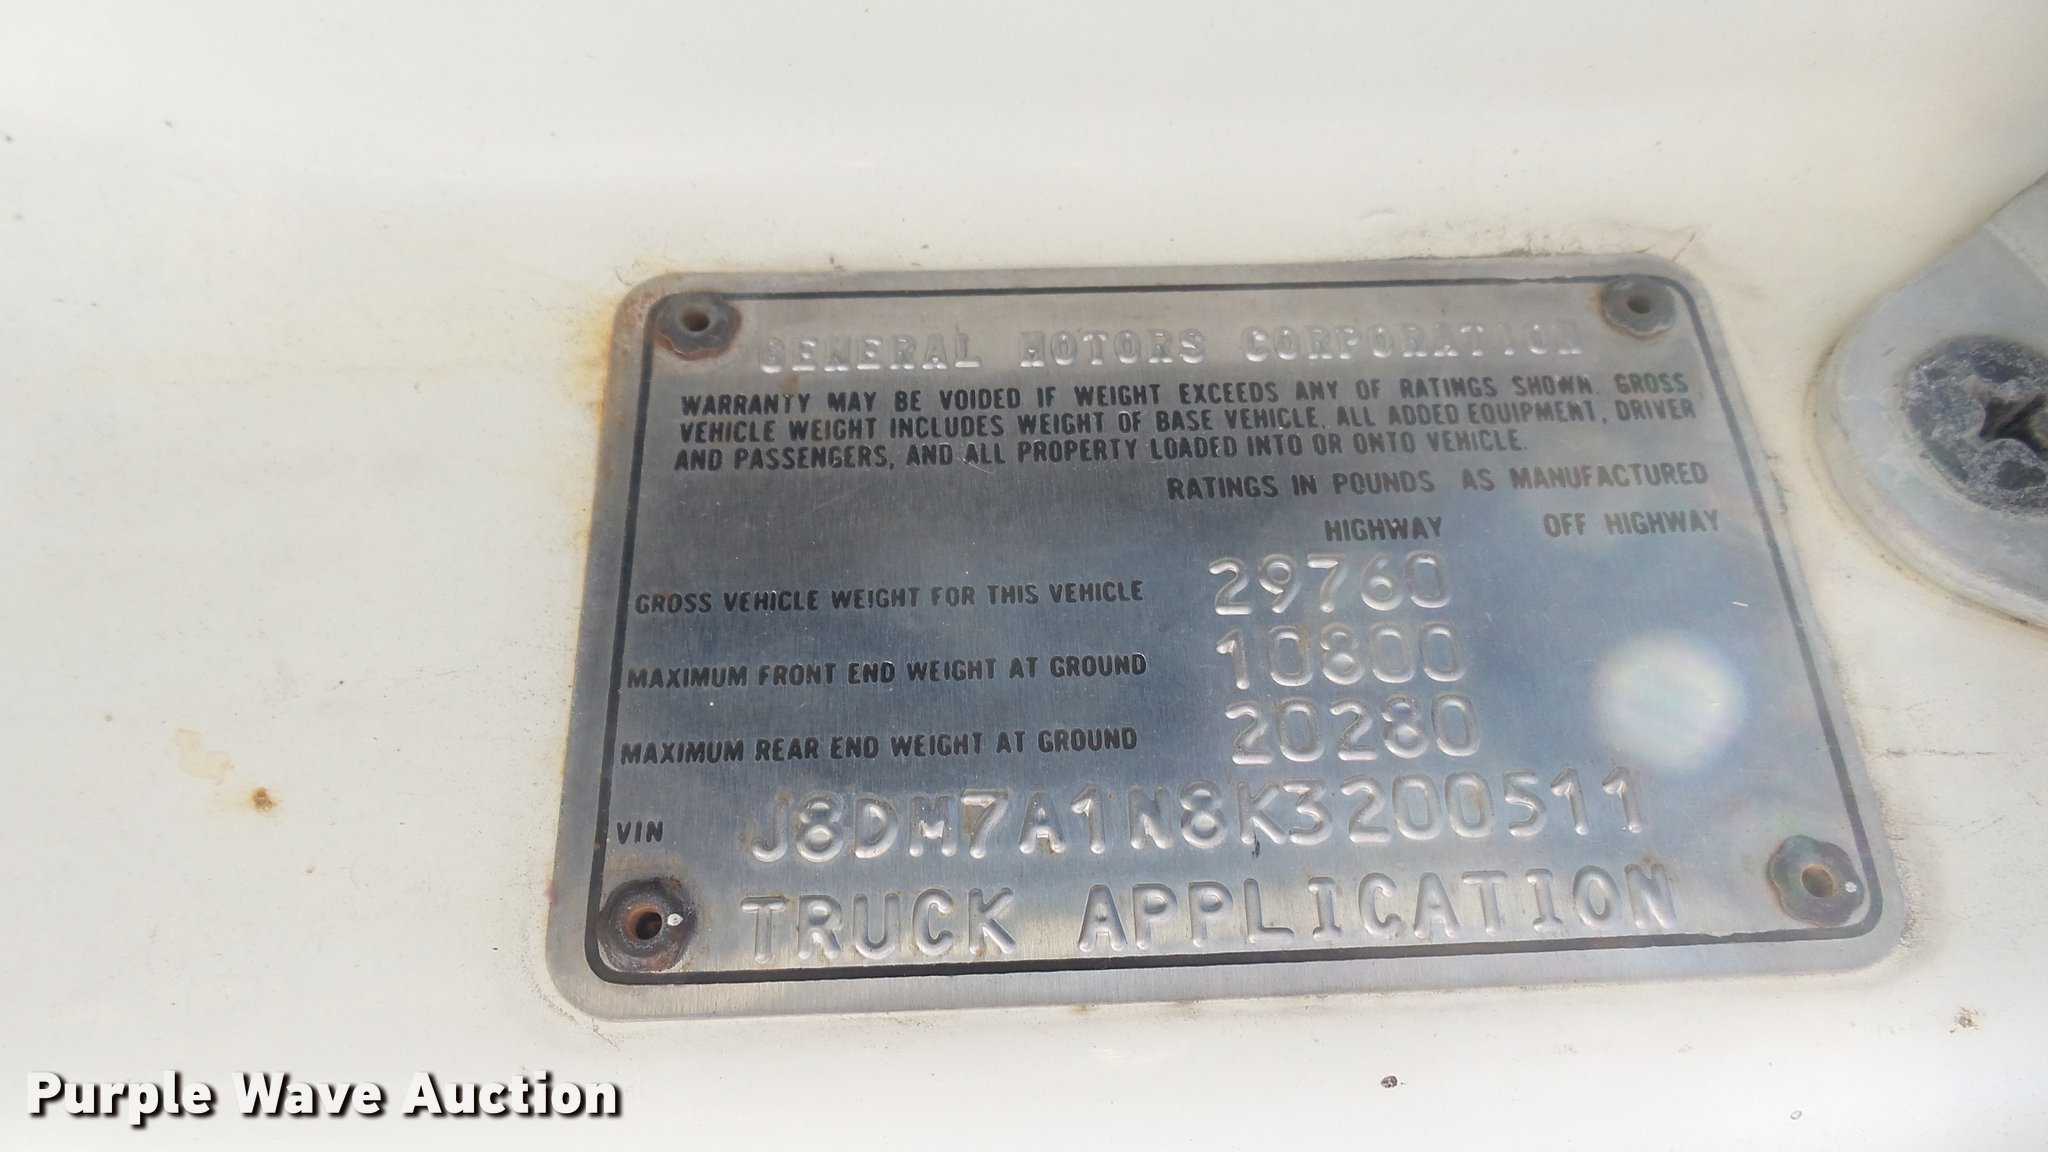 GENERAL MOTORS CORPORATION
WARRANTY MAY BE VOIDED IF WEIGHT EXCEEDS ANY OF RATINGS SHOWN. GROSS
VEHICLE WEIGHT INCLUDES WEIGHT OF BASE VEHICLE, ALL ADDED EQUIPMENT, DRIVER
AND PASSENGERS, AND ALL PROPERTY LOADED INTO OR ONTO VEHICLE.
RATINGS IN POUNDS AS MANUFACTURED
HIGHWAY OFF HIGHWAY
GROSS VEHICLE WEIGHT FOR THIS VEHICLE 29760
MAXIMUM FRONT END WEIGHT AT GROUND 10800
MAXIMUM REAR END WEIGHT AT GROUND 20280
VIN J8DM7A1N8K3200511
TRUCK APPLICATION
Purple Wave Auction